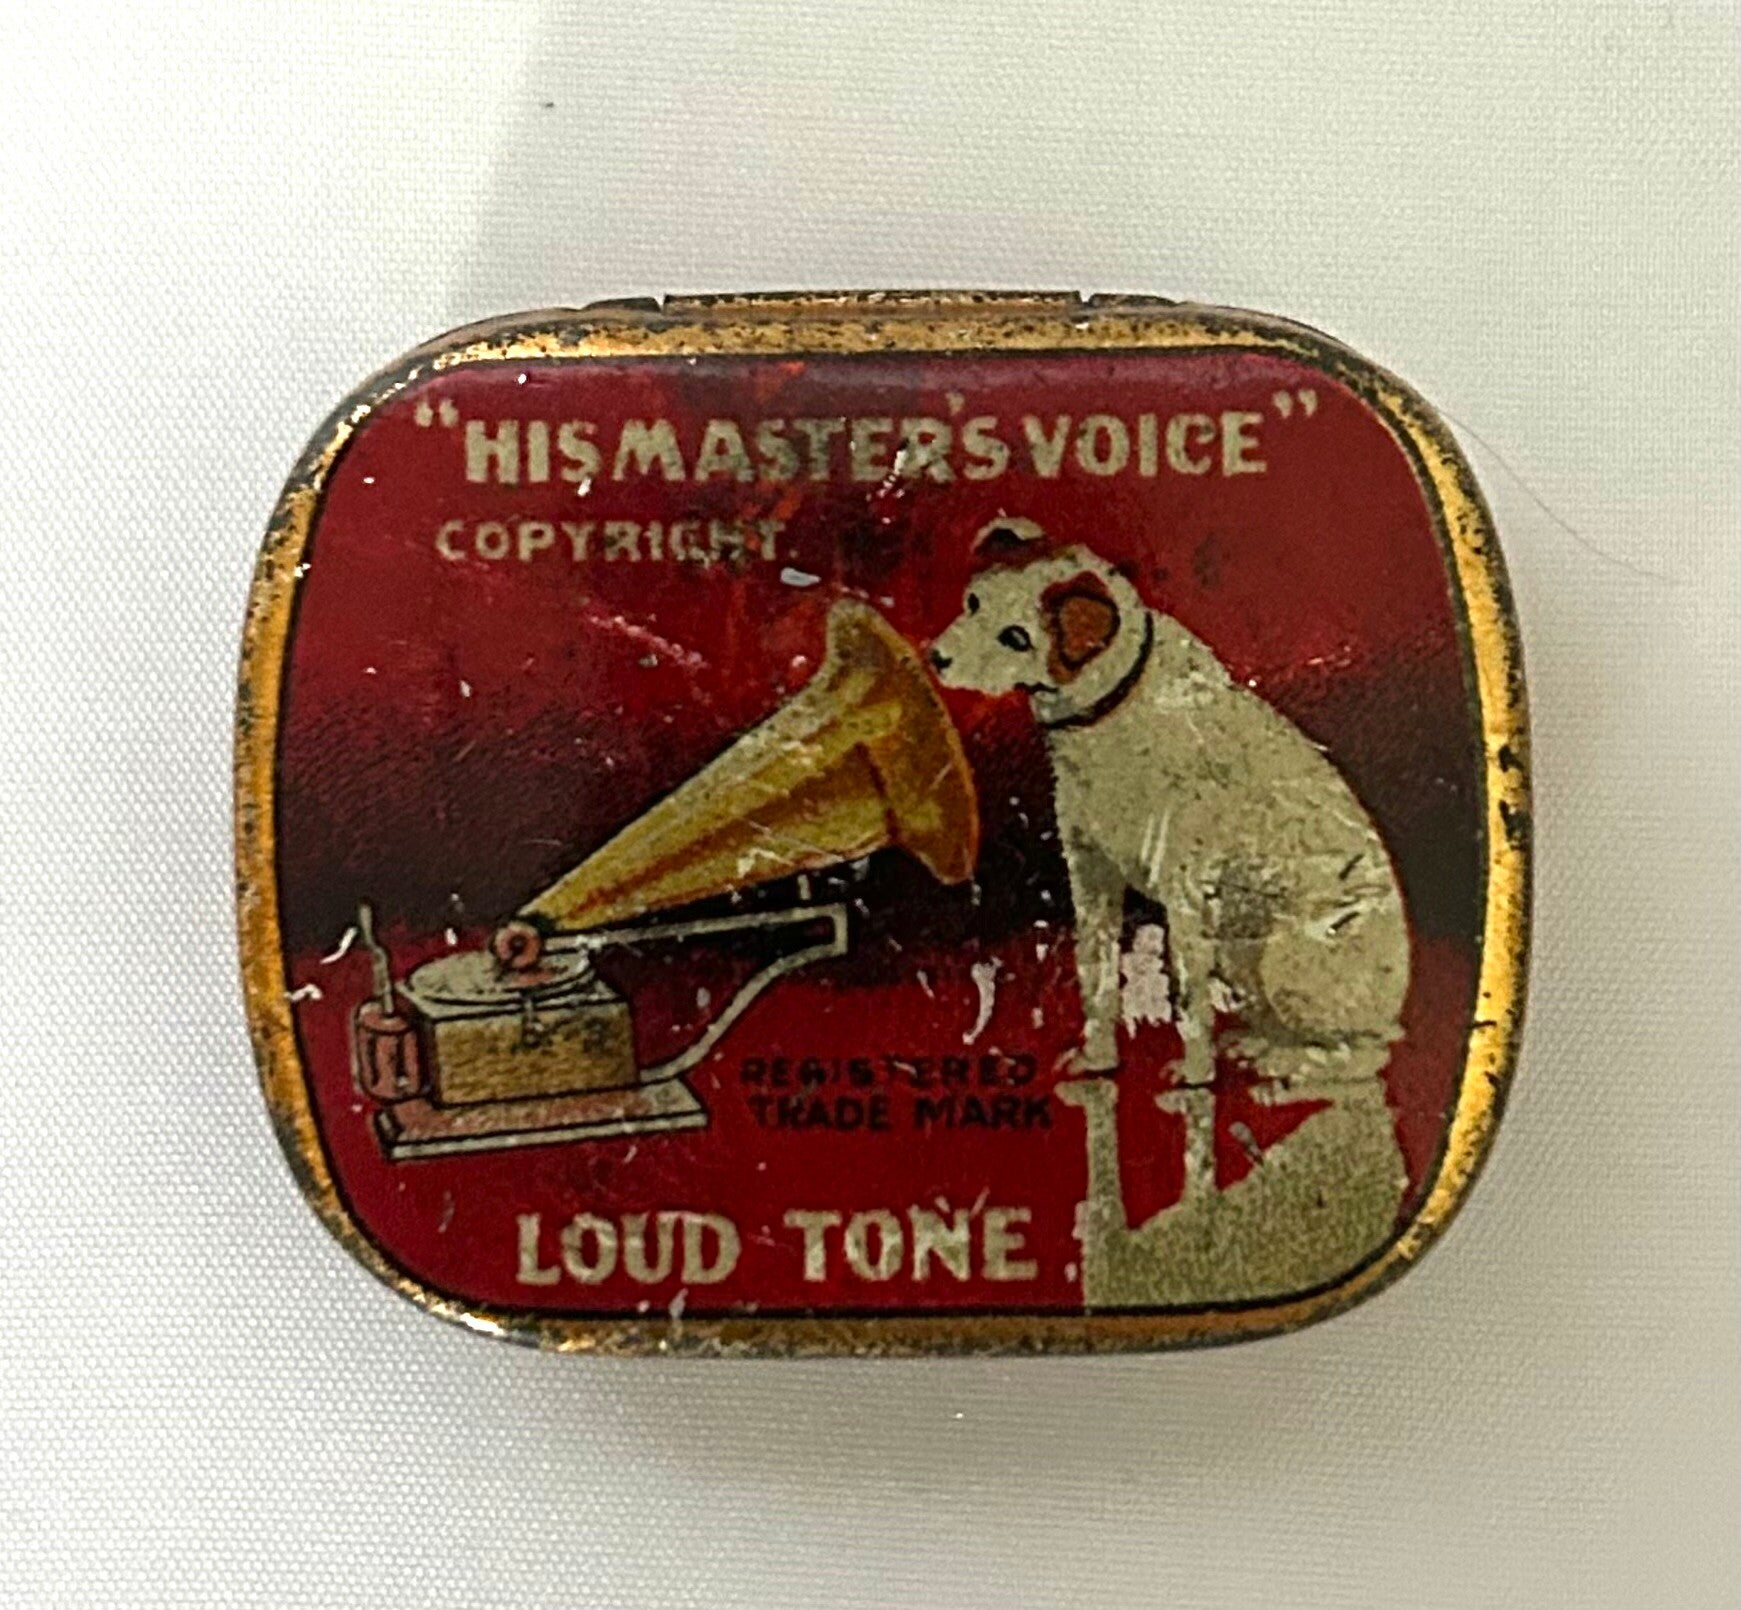 "HIS MASTER'S VOICE"
COPYRIGHT.
REGISTERED
TRADE MARK
LOUD TONE